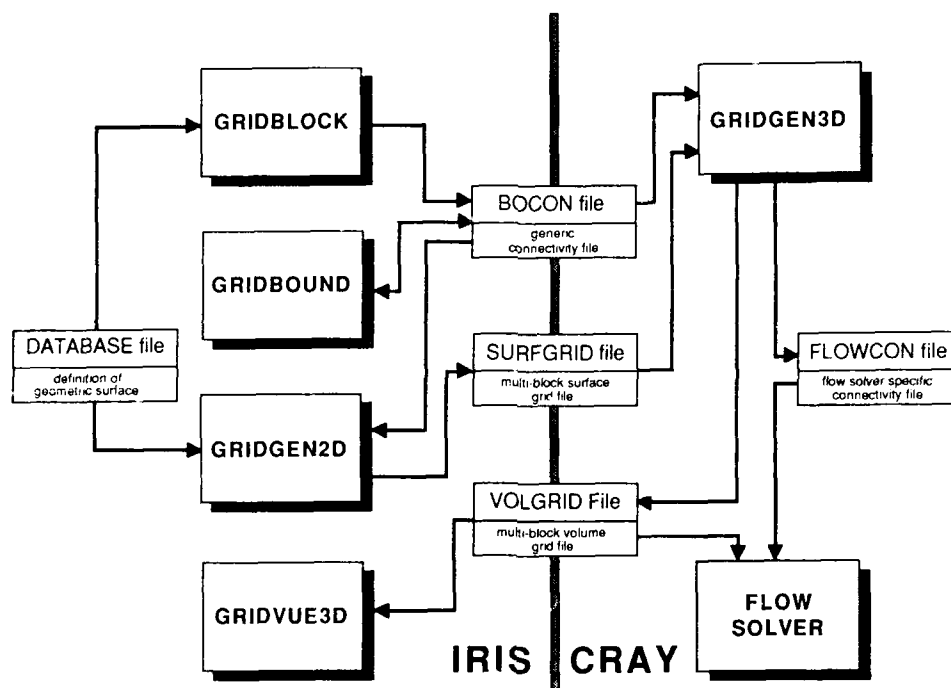 GRIDBLOCK
GRIDGEN3D
BOCON file
generic
connectivity file
GRIDBOUND
DATABASE file
definition of
geometric surface
SURFGRID file
multi-block surface
grid file
FLOWCON file
flow solver specific
connectivity file
GRIDGEN2D
VOLGRID File
multi-block volume
grid file
GRIDVUE3D
FLOW
SOLVER
IRIS CRAY